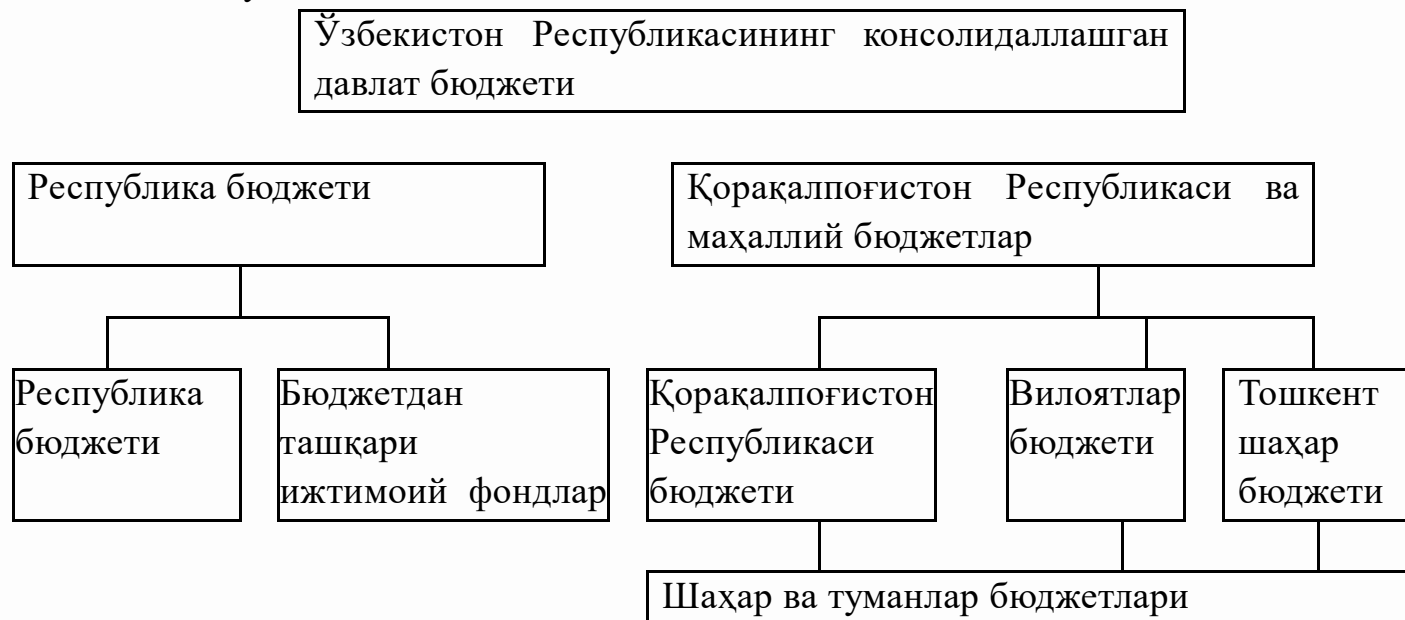 Ўзбекистон Республикасининг консолидаллашган
давлат бюджети
Республика бюджети
Қорақалпоғистон Республикаси ва
маҳаллий бюджетлар
Республика
бюджети
Бюджетдан
ташқари
ижтимоий фондлар
Қорақалпоғистон
Республикаси
бюджети
Вилоятлар
бюджети
Тошкент
шаҳар
бюджети
Шаҳар ва туманлар бюджетлари